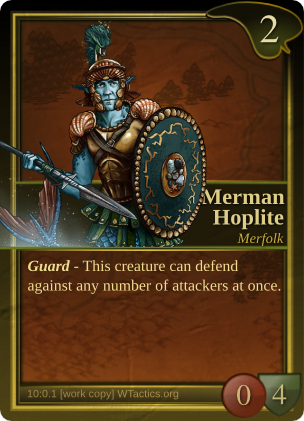 2
Merman
Hoplite
Merfolk
Guard - This creature can defend
against any number of attackers at once.
10:0.1 [work copy] WTactics.org
0 4